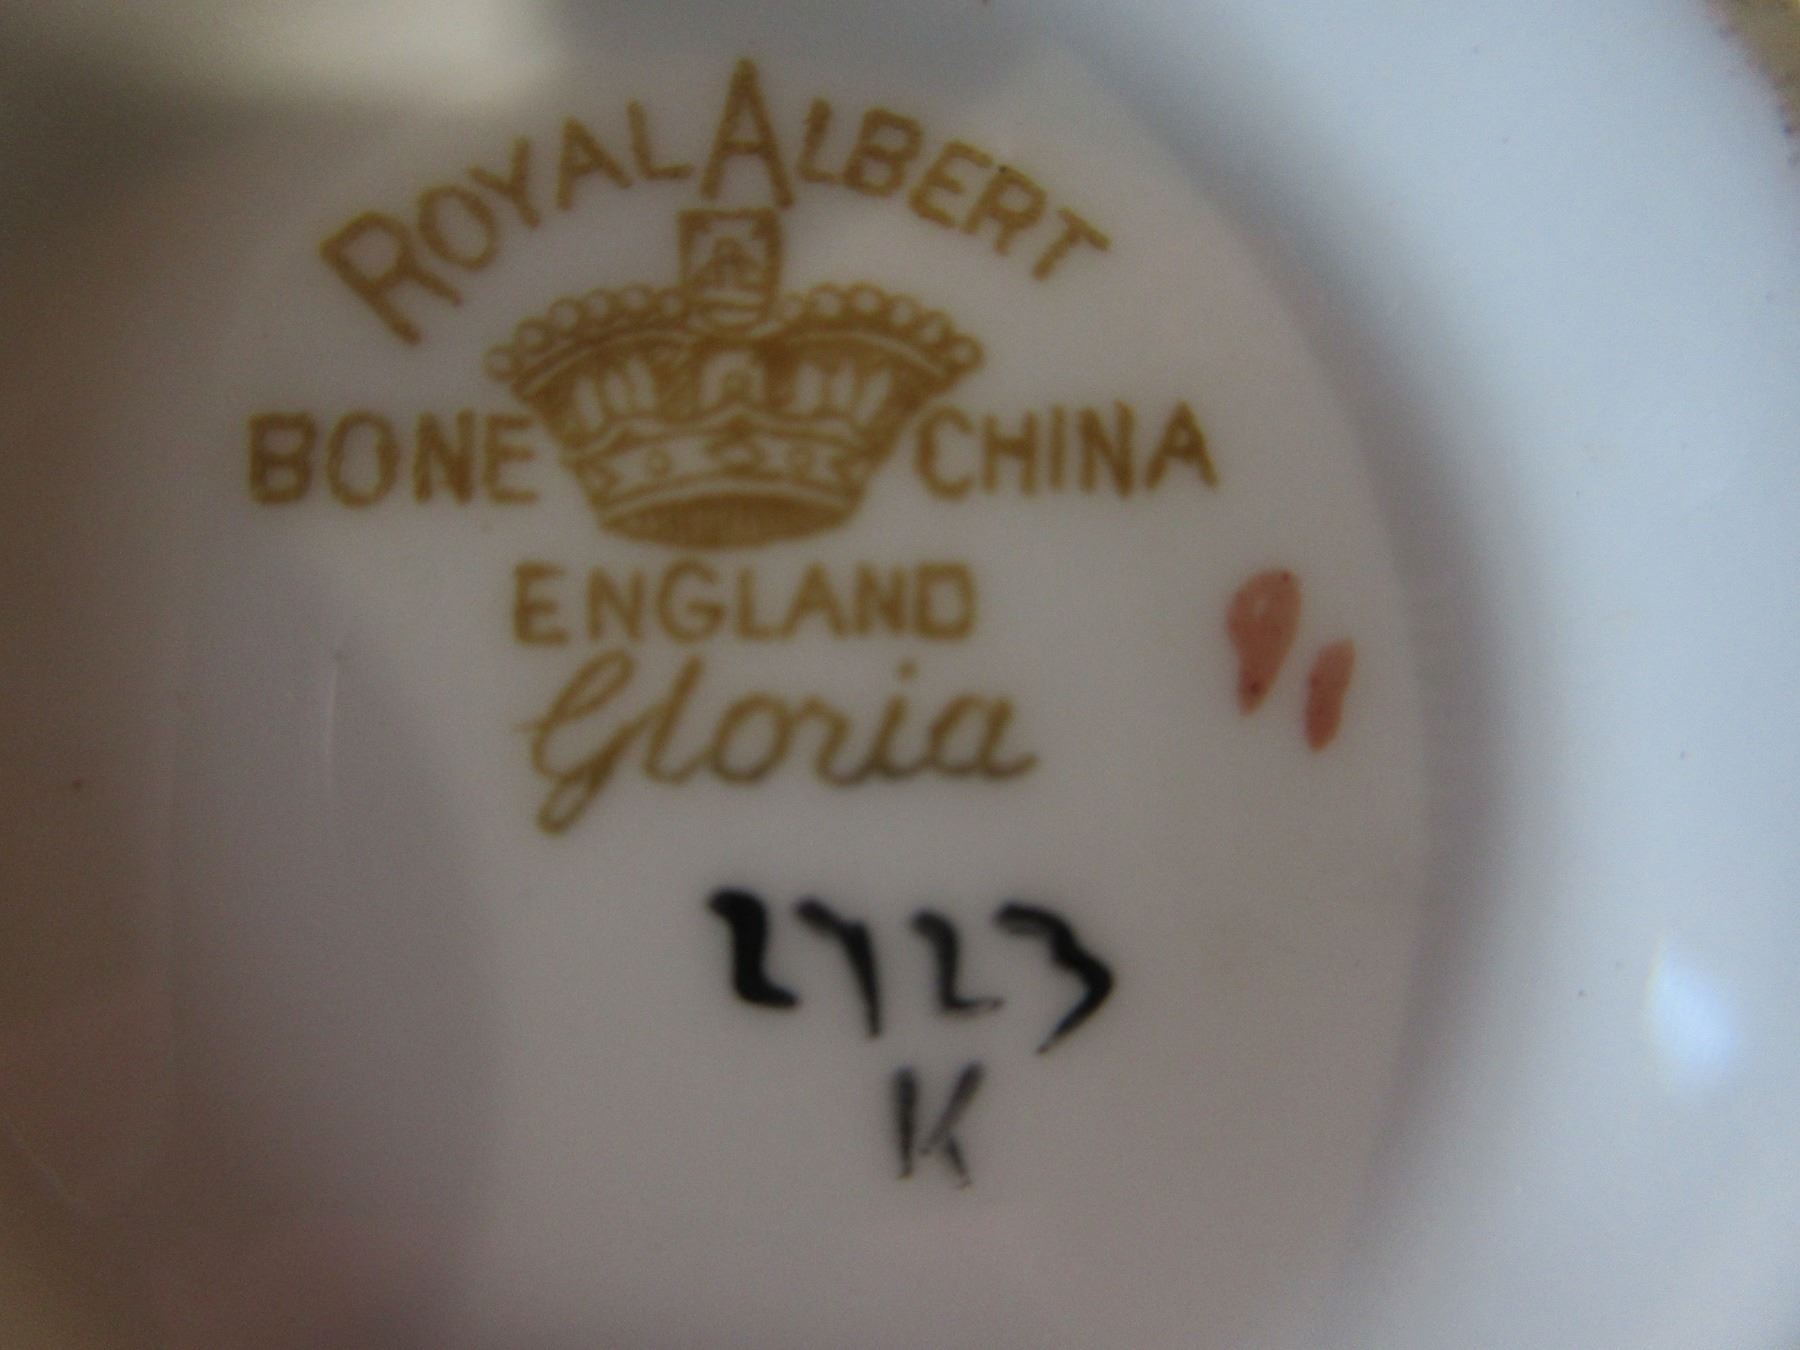 ROYAL ALBERT
BONE CHINA
ENGLAND
Gloria
2723
K